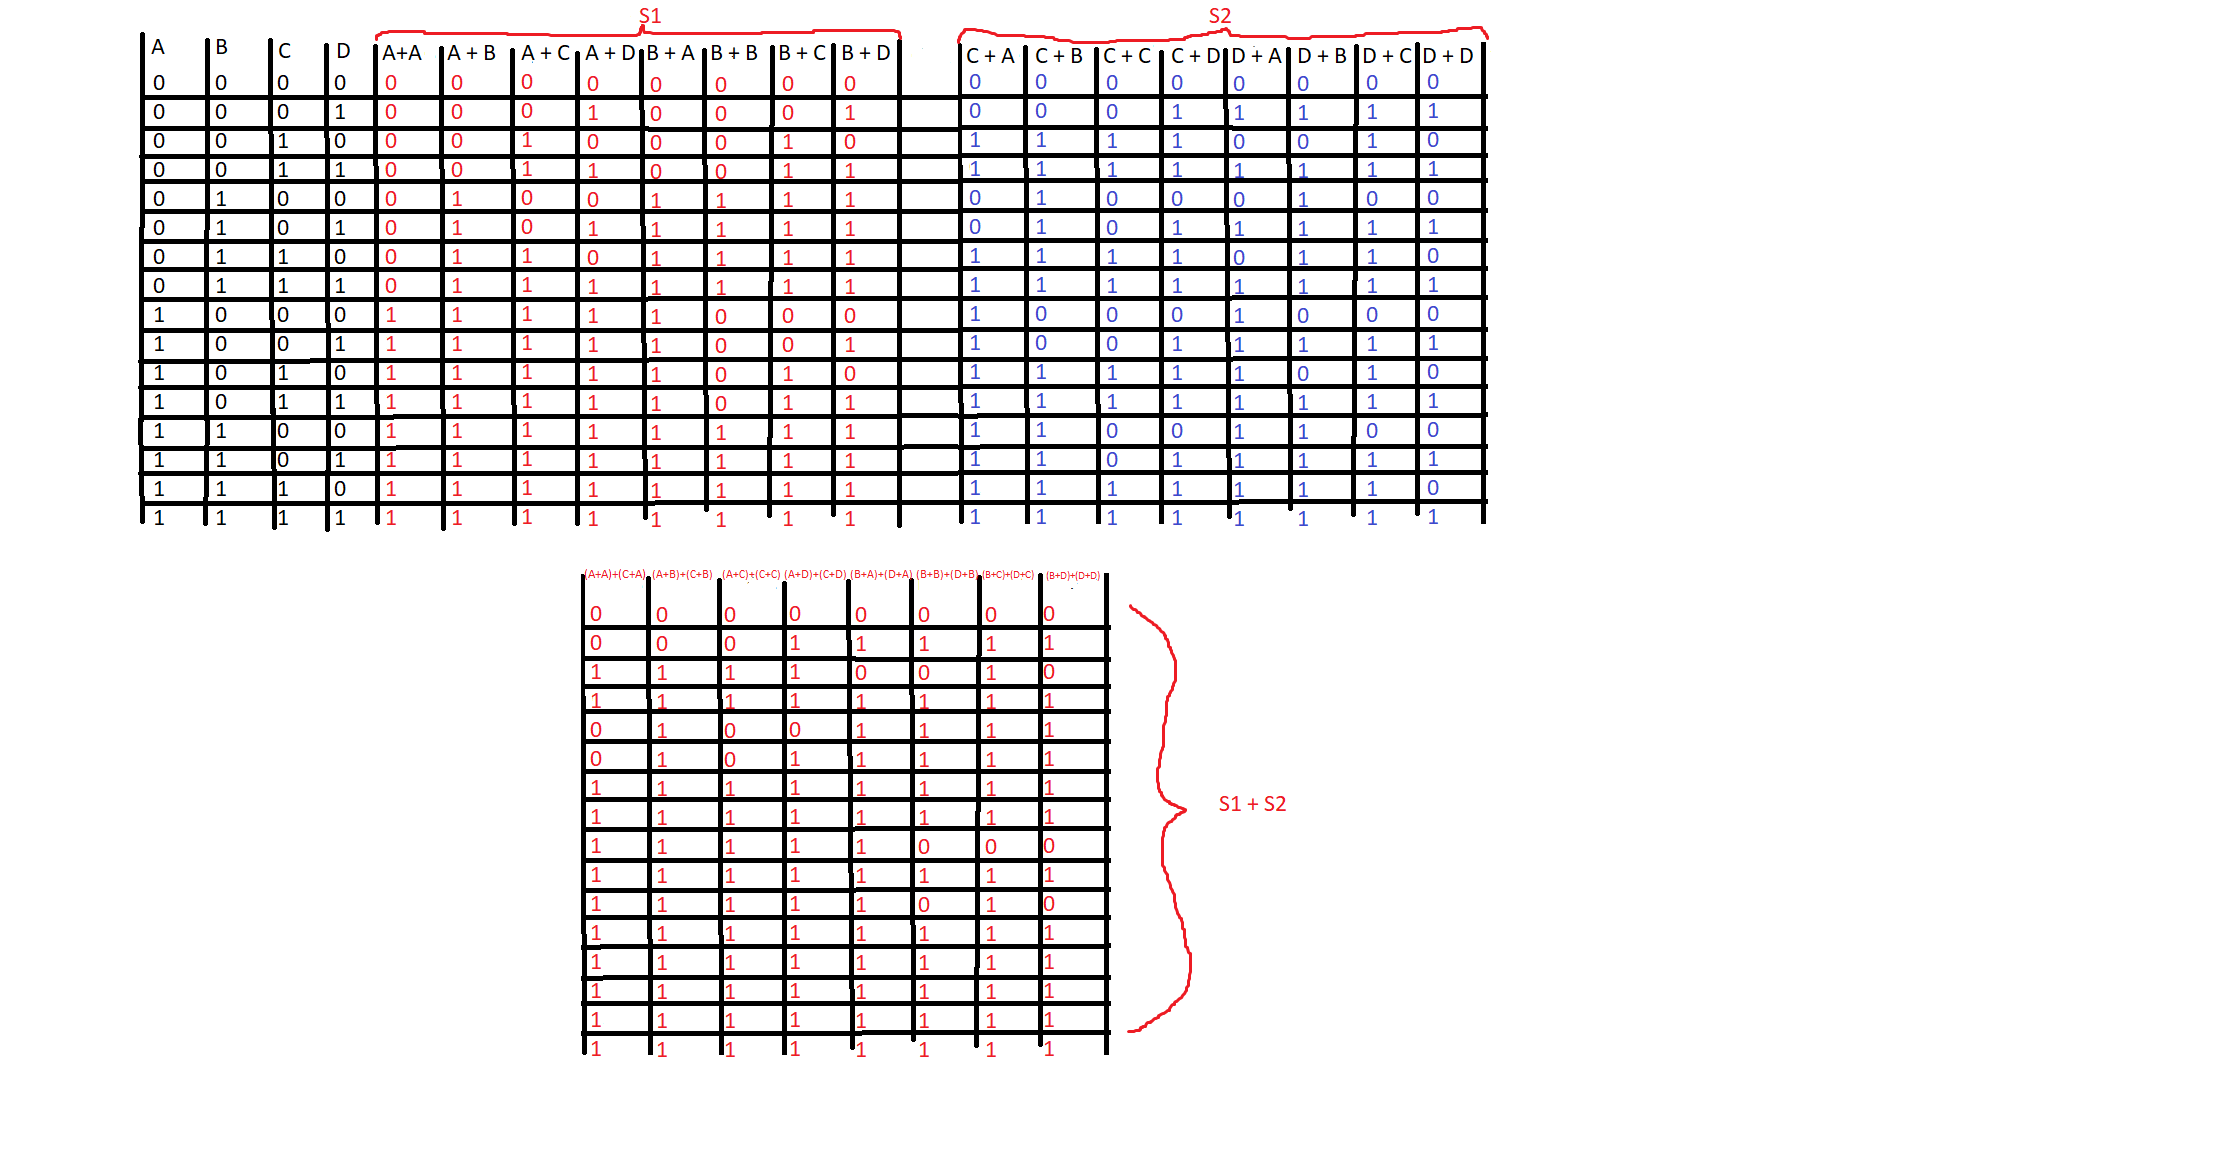 S1 S2
A B C D A+A A + B A + C A + D B + A B + B B + C B + D C + A C + B C + C C + D D + A D + B D + C D + D
0 0 0 0 0 0 0 0 0 0 0 0 0 0 0 0 0 0 0 0
0 0 0 1 0 0 0 1 0 0 0 1 0 0 0 1 1 1 1 1
0 0 1 0 0 0 1 0 0 0 1 0 1 1 1 1 0 0 1 0
0 0 1 1 0 0 1 1 0 0 1 1 1 1 1 1 1 1 1 1
0 1 0 0 0 1 0 0 1 1 1 1 0 1 0 0 0 1 0 0
0 1 0 1 0 1 0 1 1 1 1 1 0 1 0 1 1 1 1 1
0 1 1 0 0 1 1 0 1 1 1 1 1 1 1 1 0 1 1 0
0 1 1 1 0 1 1 1 1 1 1 1 1 1 1 1 1 1 1 1
1 0 0 0 1 1 1 1 1 0 0 0 1 0 0 0 1 0 0 0
1 0 0 1 1 1 1 1 1 0 0 1 1 0 0 1 1 1 1 1
1 0 1 0 1 1 1 1 1 0 1 0 1 1 1 1 1 0 1 0
1 0 1 1 1 1 1 1 1 0 1 1 1 1 1 1 1 1 1 1
1 1 0 0 1 1 1 1 1 1 1 1 1 1 0 0 1 1 0 0
1 1 0 1 1 1 1 1 1 1 1 1 1 1 0 1 1 1 1 1
1 1 1 0 1 1 1 1 1 1 1 1 1 1 1 1 1 1 1 0
1 1 1 1 1 1 1 1 1 1 1 1 1 1 1 1 1 1 1 1
(A+A)+(C+A) (A+B)+(C+B) (A+C)+(C+C) (A+D)+(C+D) (B+A)+(D+A) (B+B)+(D+B) (B+C)+(D+C) (B+D)+(D+D)
0 0 0 0 0 0 0 0
0 0 0 1 1 1 1 1
1 1 1 1 0 0 1 0
1 1 1 1 1 1 1 1
0 1 0 0 1 1 1 1
0 1 0 1 1 1 1 1
1 1 1 1 1 1 1 1
S1 + S2
1 1 1 1 1 1 1 1
1 1 1 1 1 0 0 0
1 1 1 1 1 1 1 1
1 1 1 1 1 0 1 0
1 1 1 1 1 1 1 1
1 1 1 1 1 1 1 1
1 1 1 1 1 1 1 1
1 1 1 1 1 1 1 1
1 1 1 1 1 1 1 1